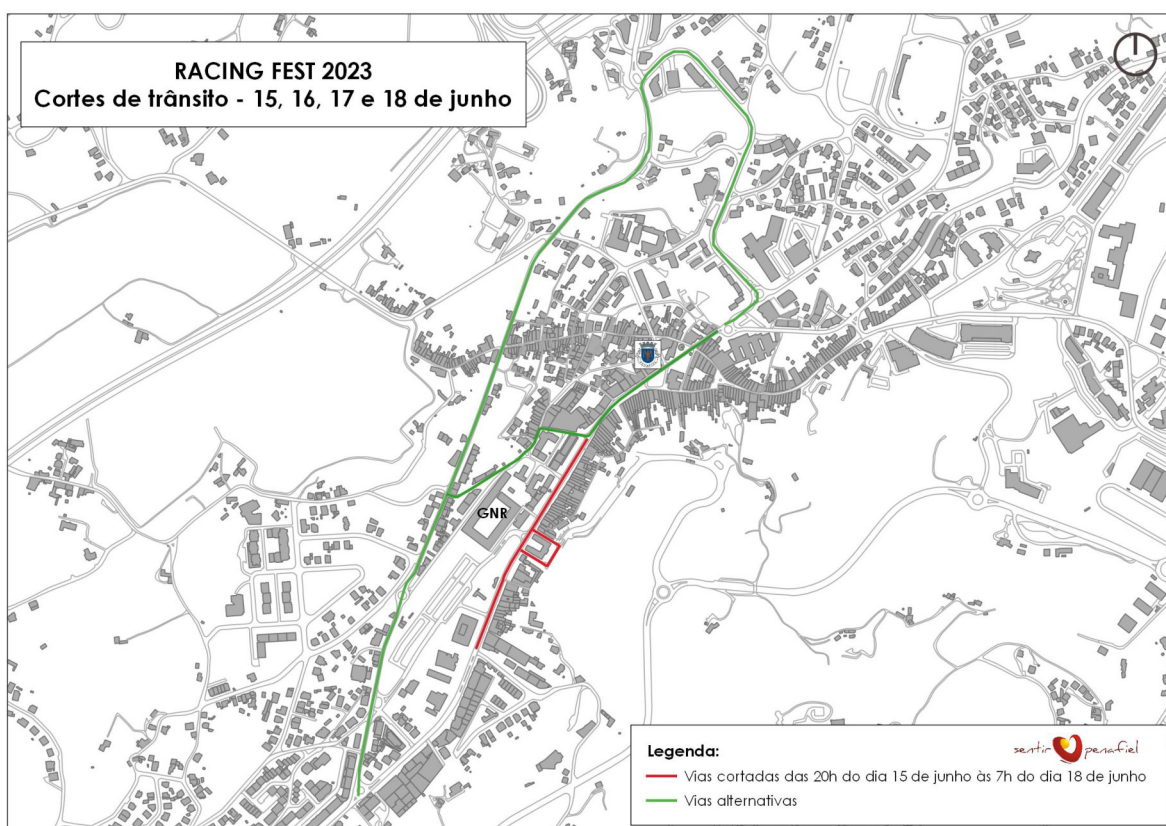 RACING FEST 2023
Cortes de trânsito - 15, 16, 17 e 18 de junho
GNR
Legenda:
sentir penafiel
Vias cortadas das 20h do dia 15 de junho às 7h do dia 18 de junho
Vias alternativas